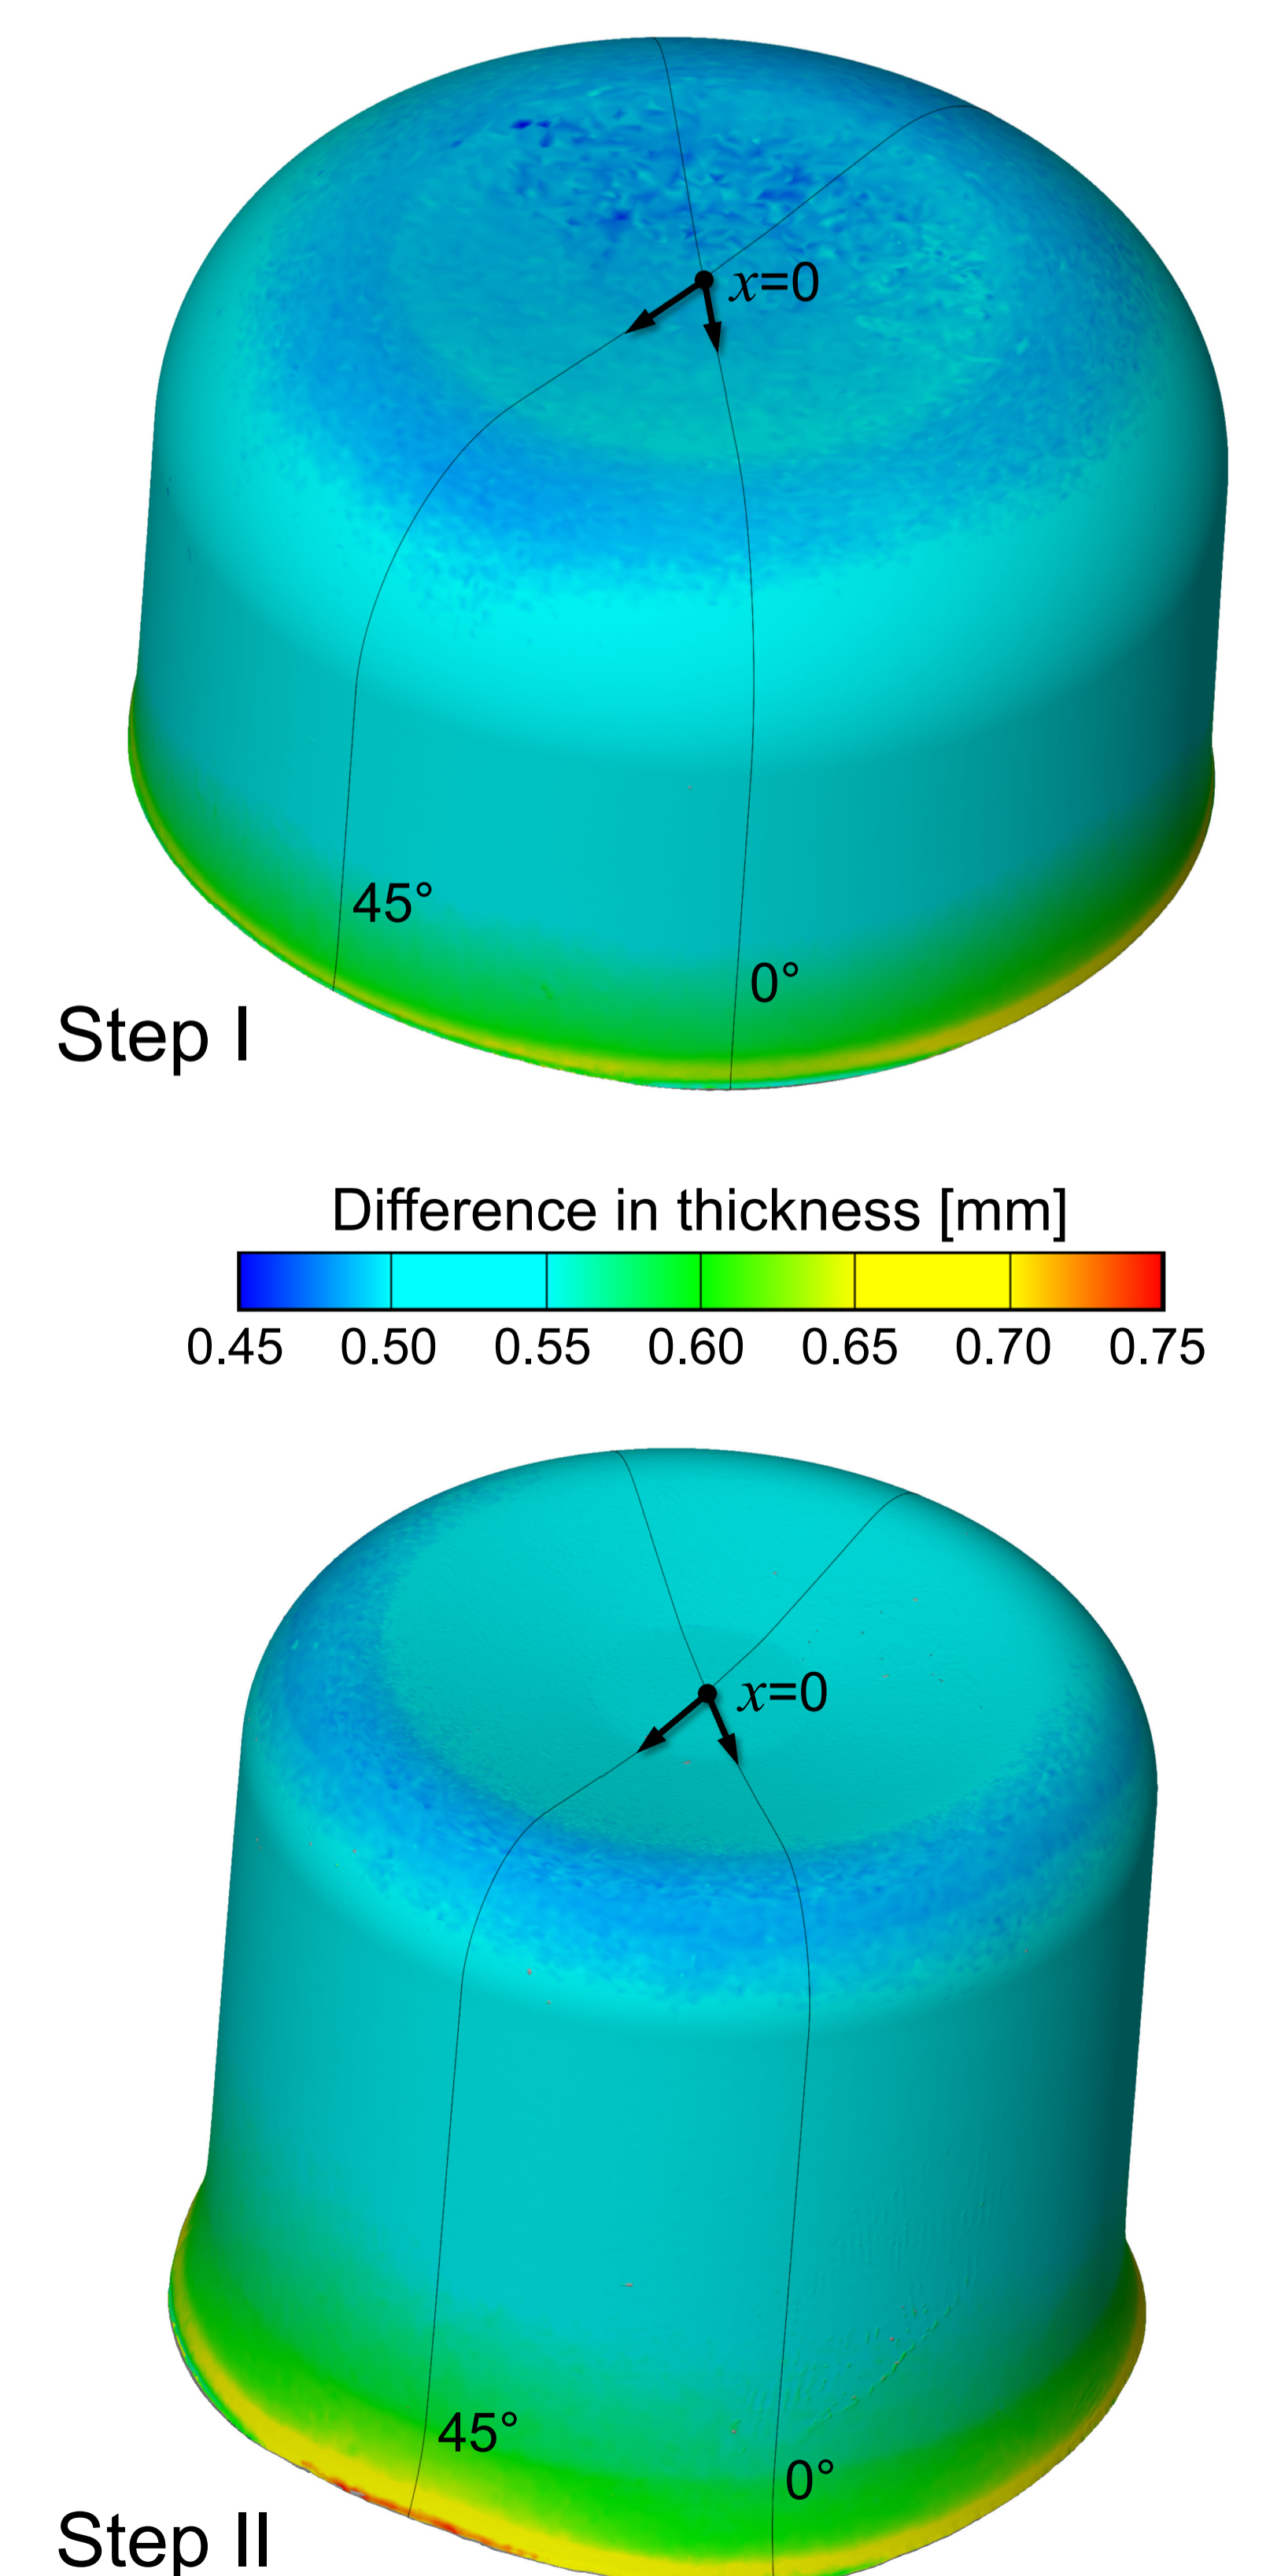 x=0
45°
0°
Step I
Difference in thickness [mm]
0.45 0.50 0.55 0.60 0.65 0.70 0.75
x=0
45°
0°
Step II